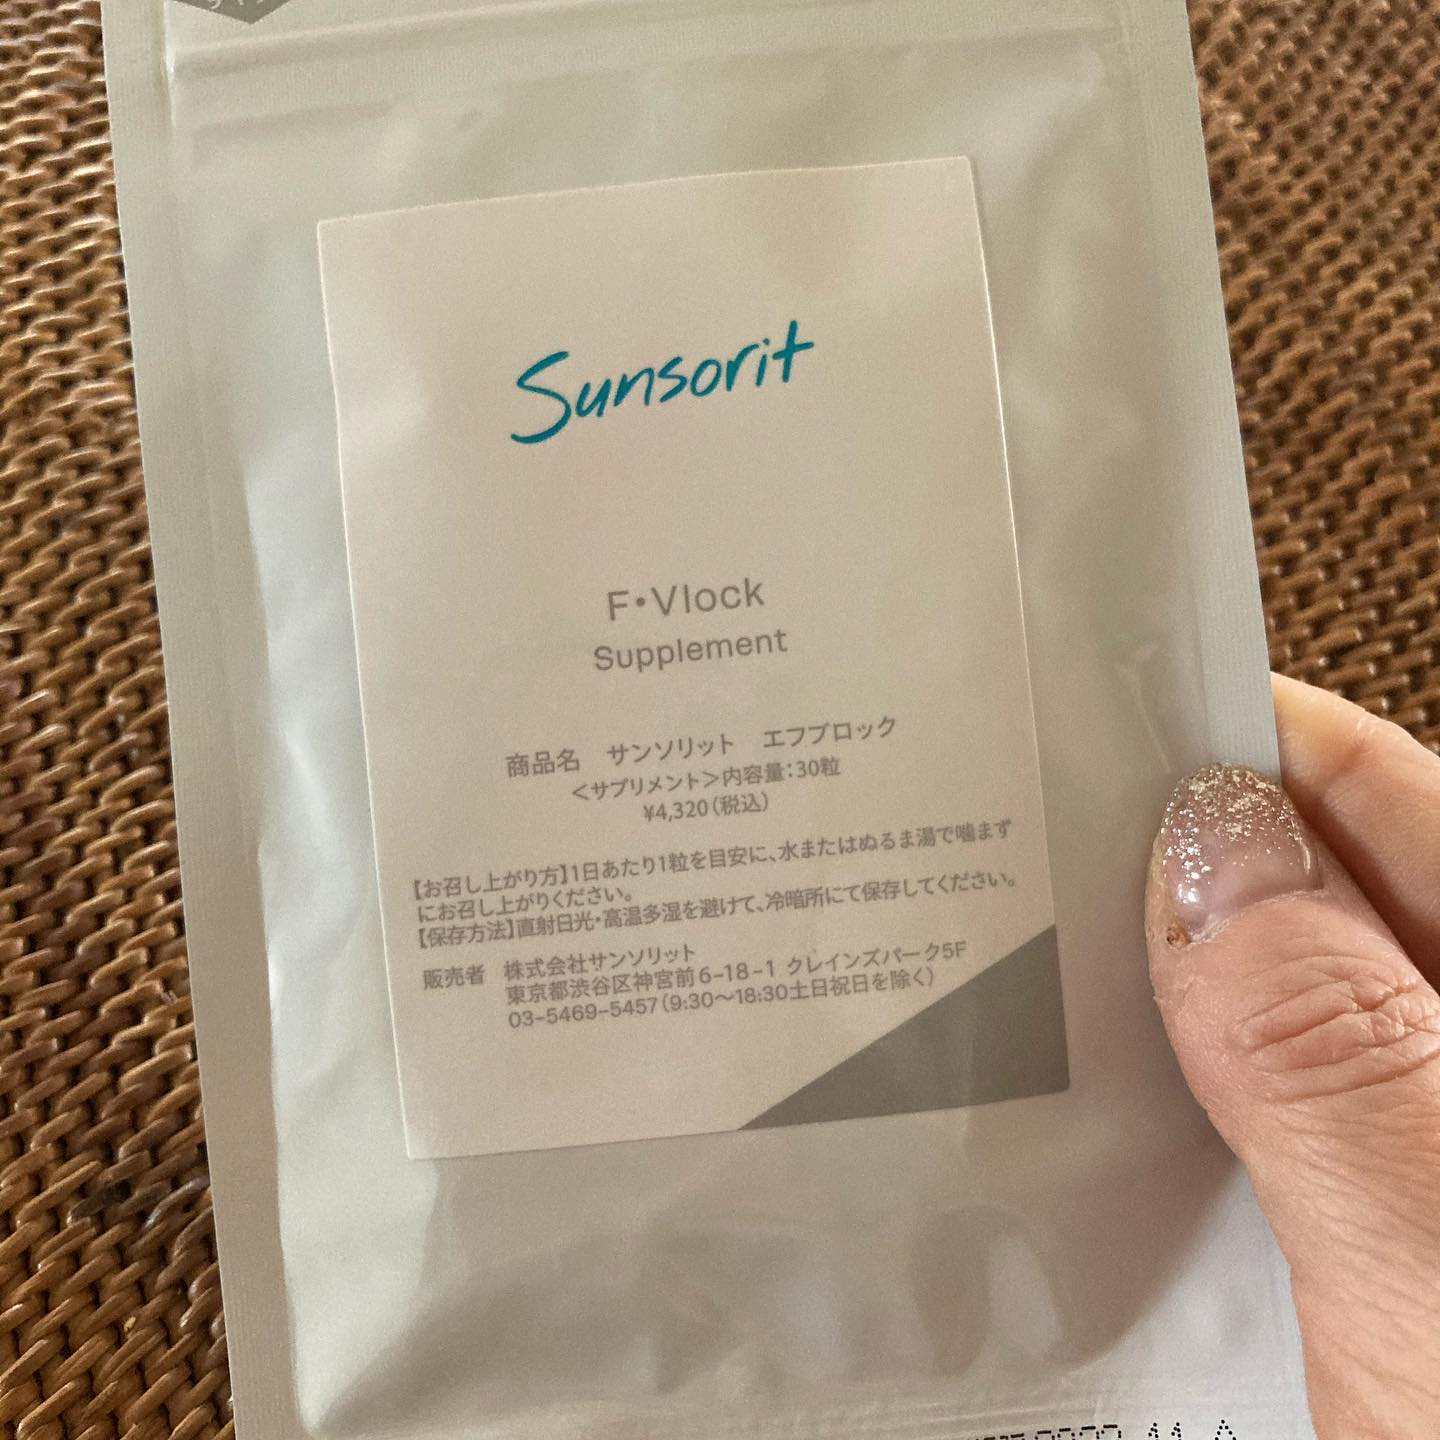 Sunsorit
F・Vlock
Supplement
商品名 サンソリット エフブロック
＜サプリメント＞内容量：30粒
¥4,320（税込）
【お召し上がり方】1日あたり1粒を目安に、水またはぬるま湯で噛まず
にお召し上がりください。
【保存方法】直射日光・高温多湿を避けて、冷暗所にて保存してください。
販売者 株式会社サンソリット
東京都渋谷区神宮前6-18-1 クレインズパーク5F
03-5469-5457（9:30～18:30土日祝日を除く）